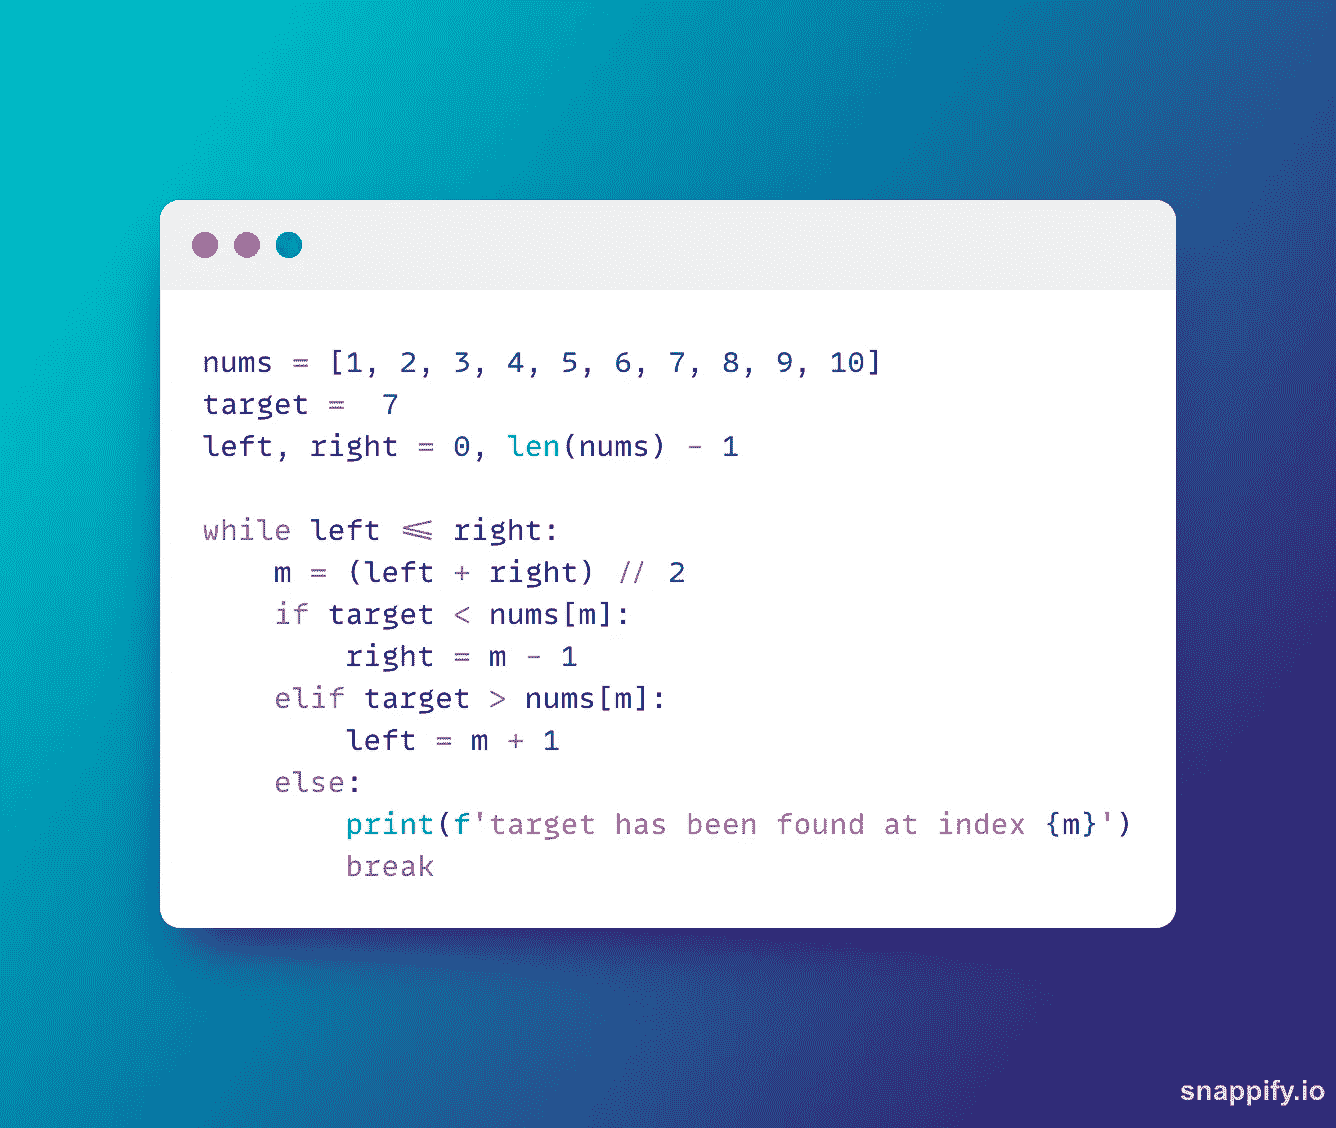 nums = [1, 2, 3, 4, 5, 6, 7, 8, 9, 10]
target =  7
left, right = 0, len(nums) - 1
while left <= right:
    m = (left + right) // 2
    if target < nums[m]:
        right = m - 1
    elif target > nums[m]:
        left = m + 1
    else:
        print(f'target has been found at index {m}')
        break
snappify.io